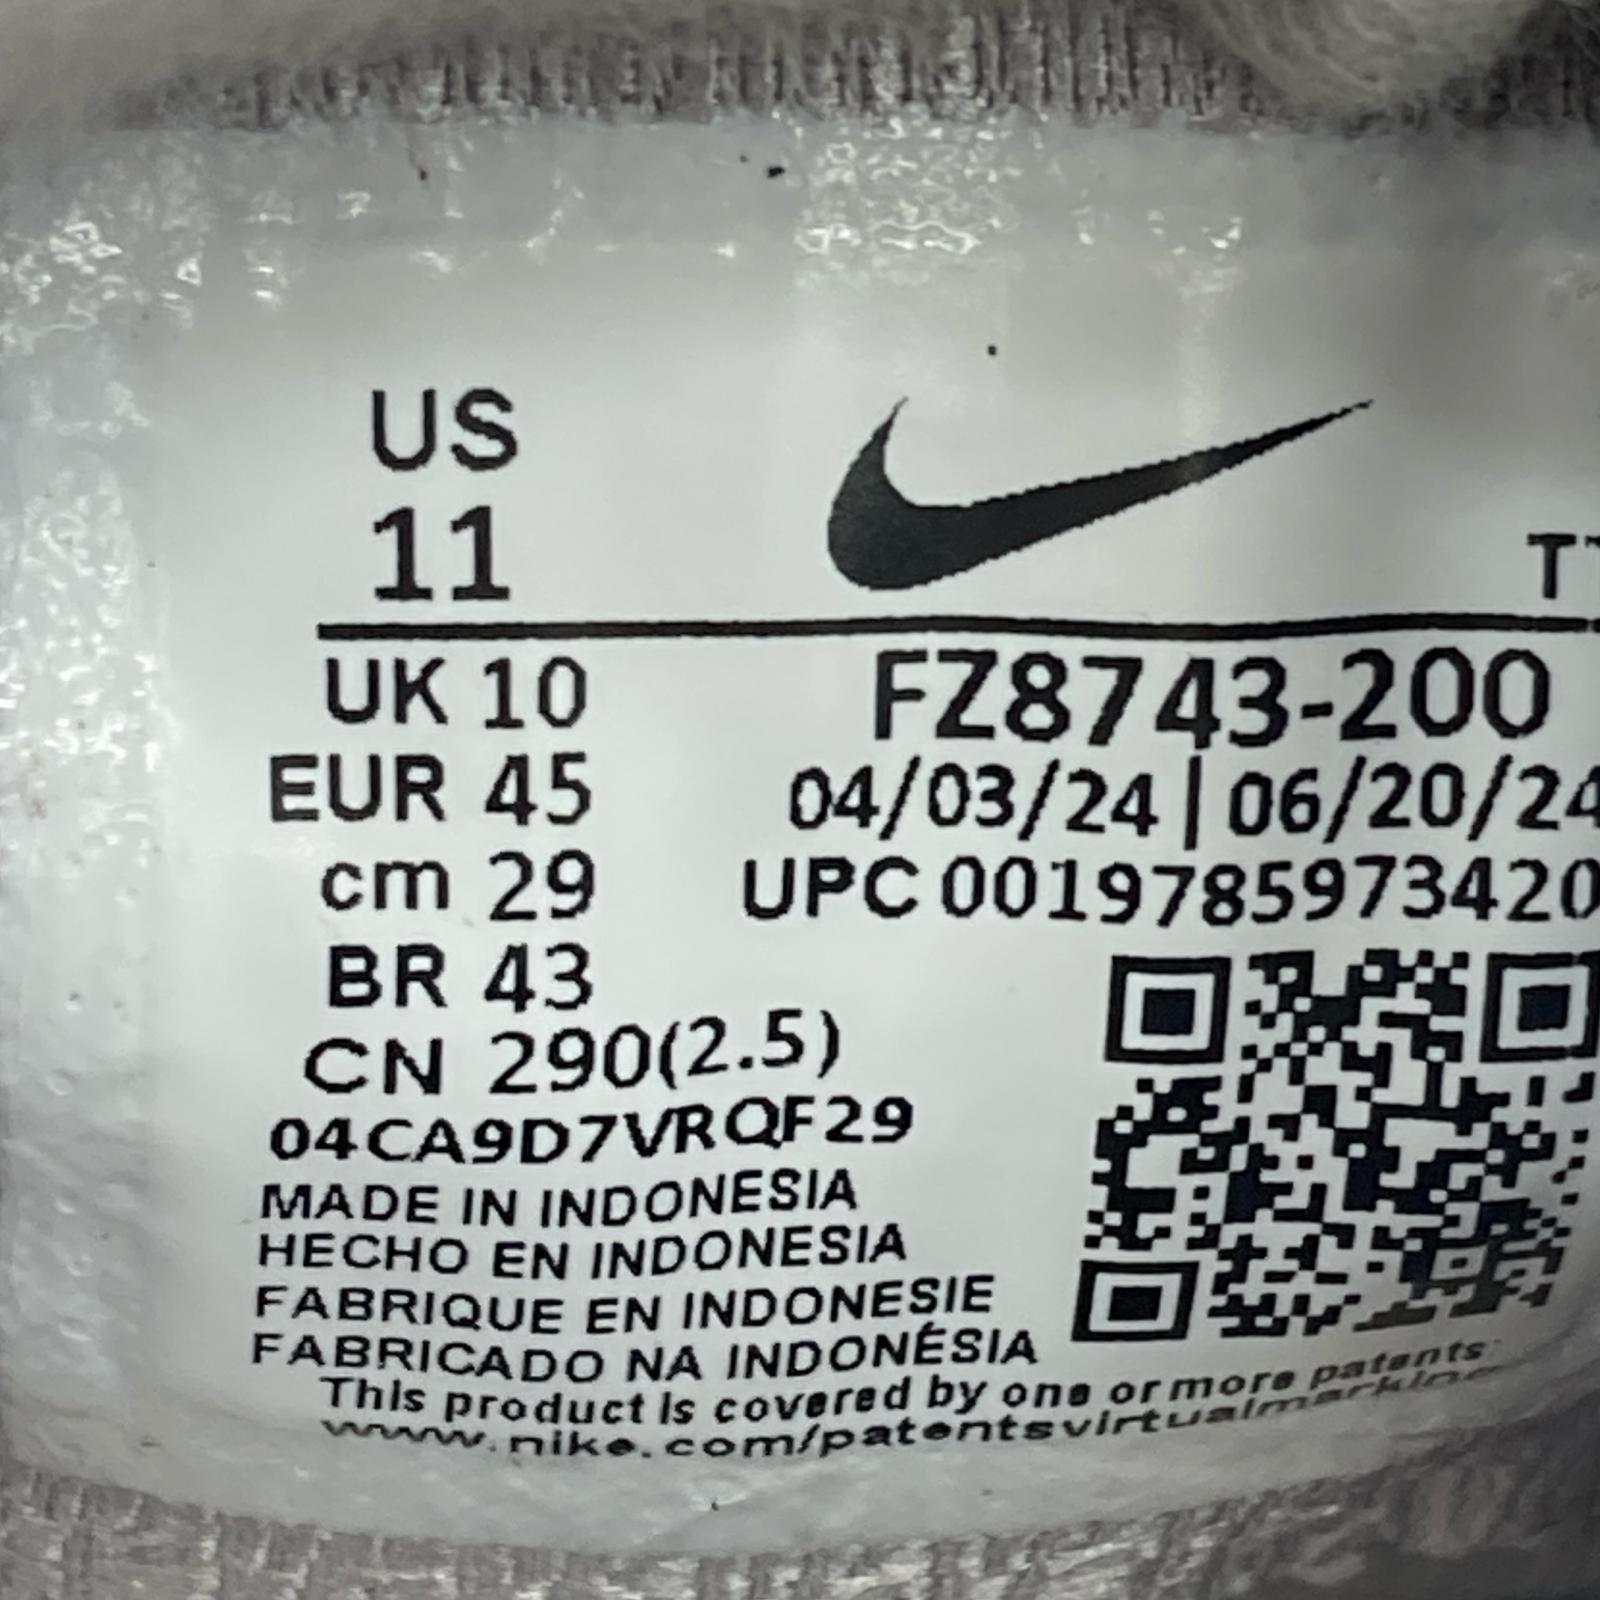 US
11
T
UK 10
FZ8743-200
EUR 45
04/03/24 | 06/20/24
cm 29
UPC 0019785973420
BR 43
CN 290(2.5)
04CA9D7VRQF29
MADE IN INDONESIA
HECHO EN INDONESIA
FABRIQUE EN INDONESIE
FABRICADO NA INDONÉSIA
This product is covered by one or more patents:
www.nike.com/patentsvirtualmarking